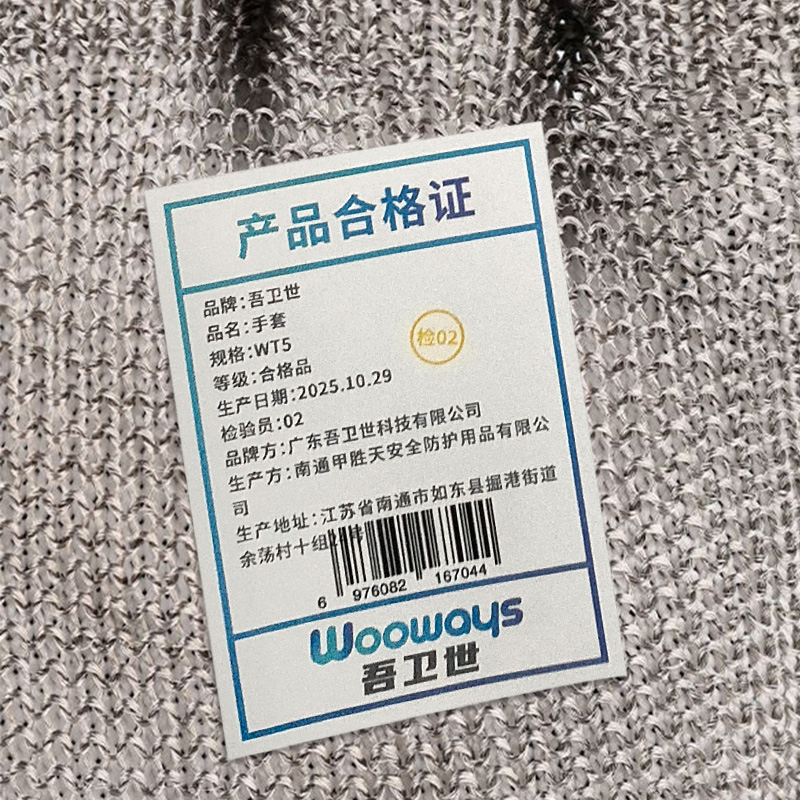 产品合格证
品牌：吾卫世
品名：手套
规格：WT5
检02
等级：合格品
生产日期：2025.10.29
检验员：02
品牌方：广东吾卫世科技有限公司
生产方：南通甲胜天安全防护用品有限公
司
生产地址：江苏省南通市如东县掘港街道
余荡村十组
6 976082 167044
Wooways
吾卫世